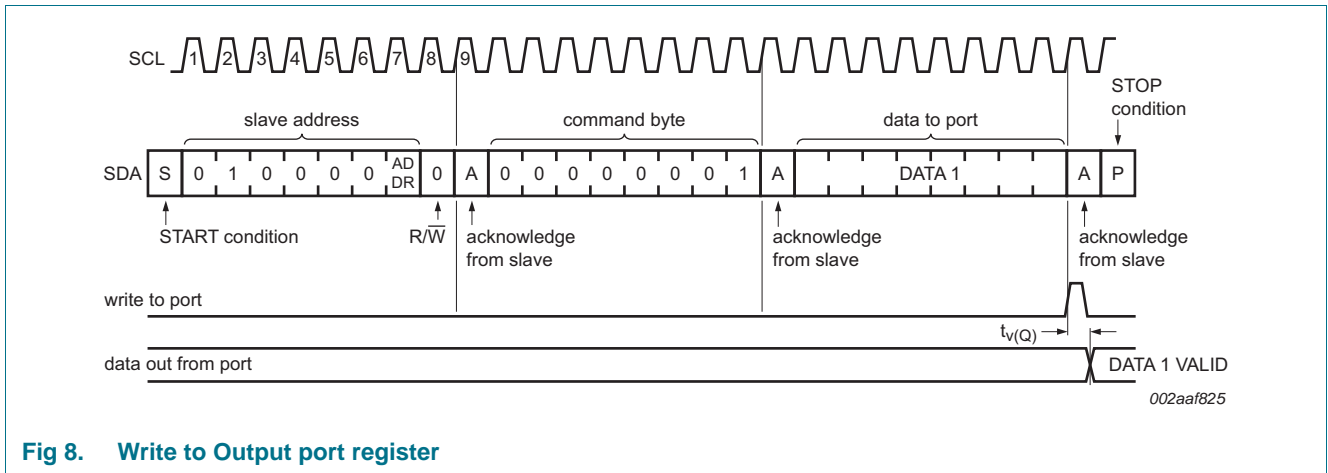 SCL 1 2 3 4 5 6 7 8 9
STOP
condition
slave address command byte data to port
SDA S 0 1 0 0 0 0 AD DR 0 A 0 0 0 0 0 0 0 1 A DATA 1 A P
START condition R/W̅ acknowledge from slave acknowledge from slave acknowledge from slave
write to port
tv(Q)
data out from port DATA 1 VALID
002aaf825
Fig 8. Write to Output port register